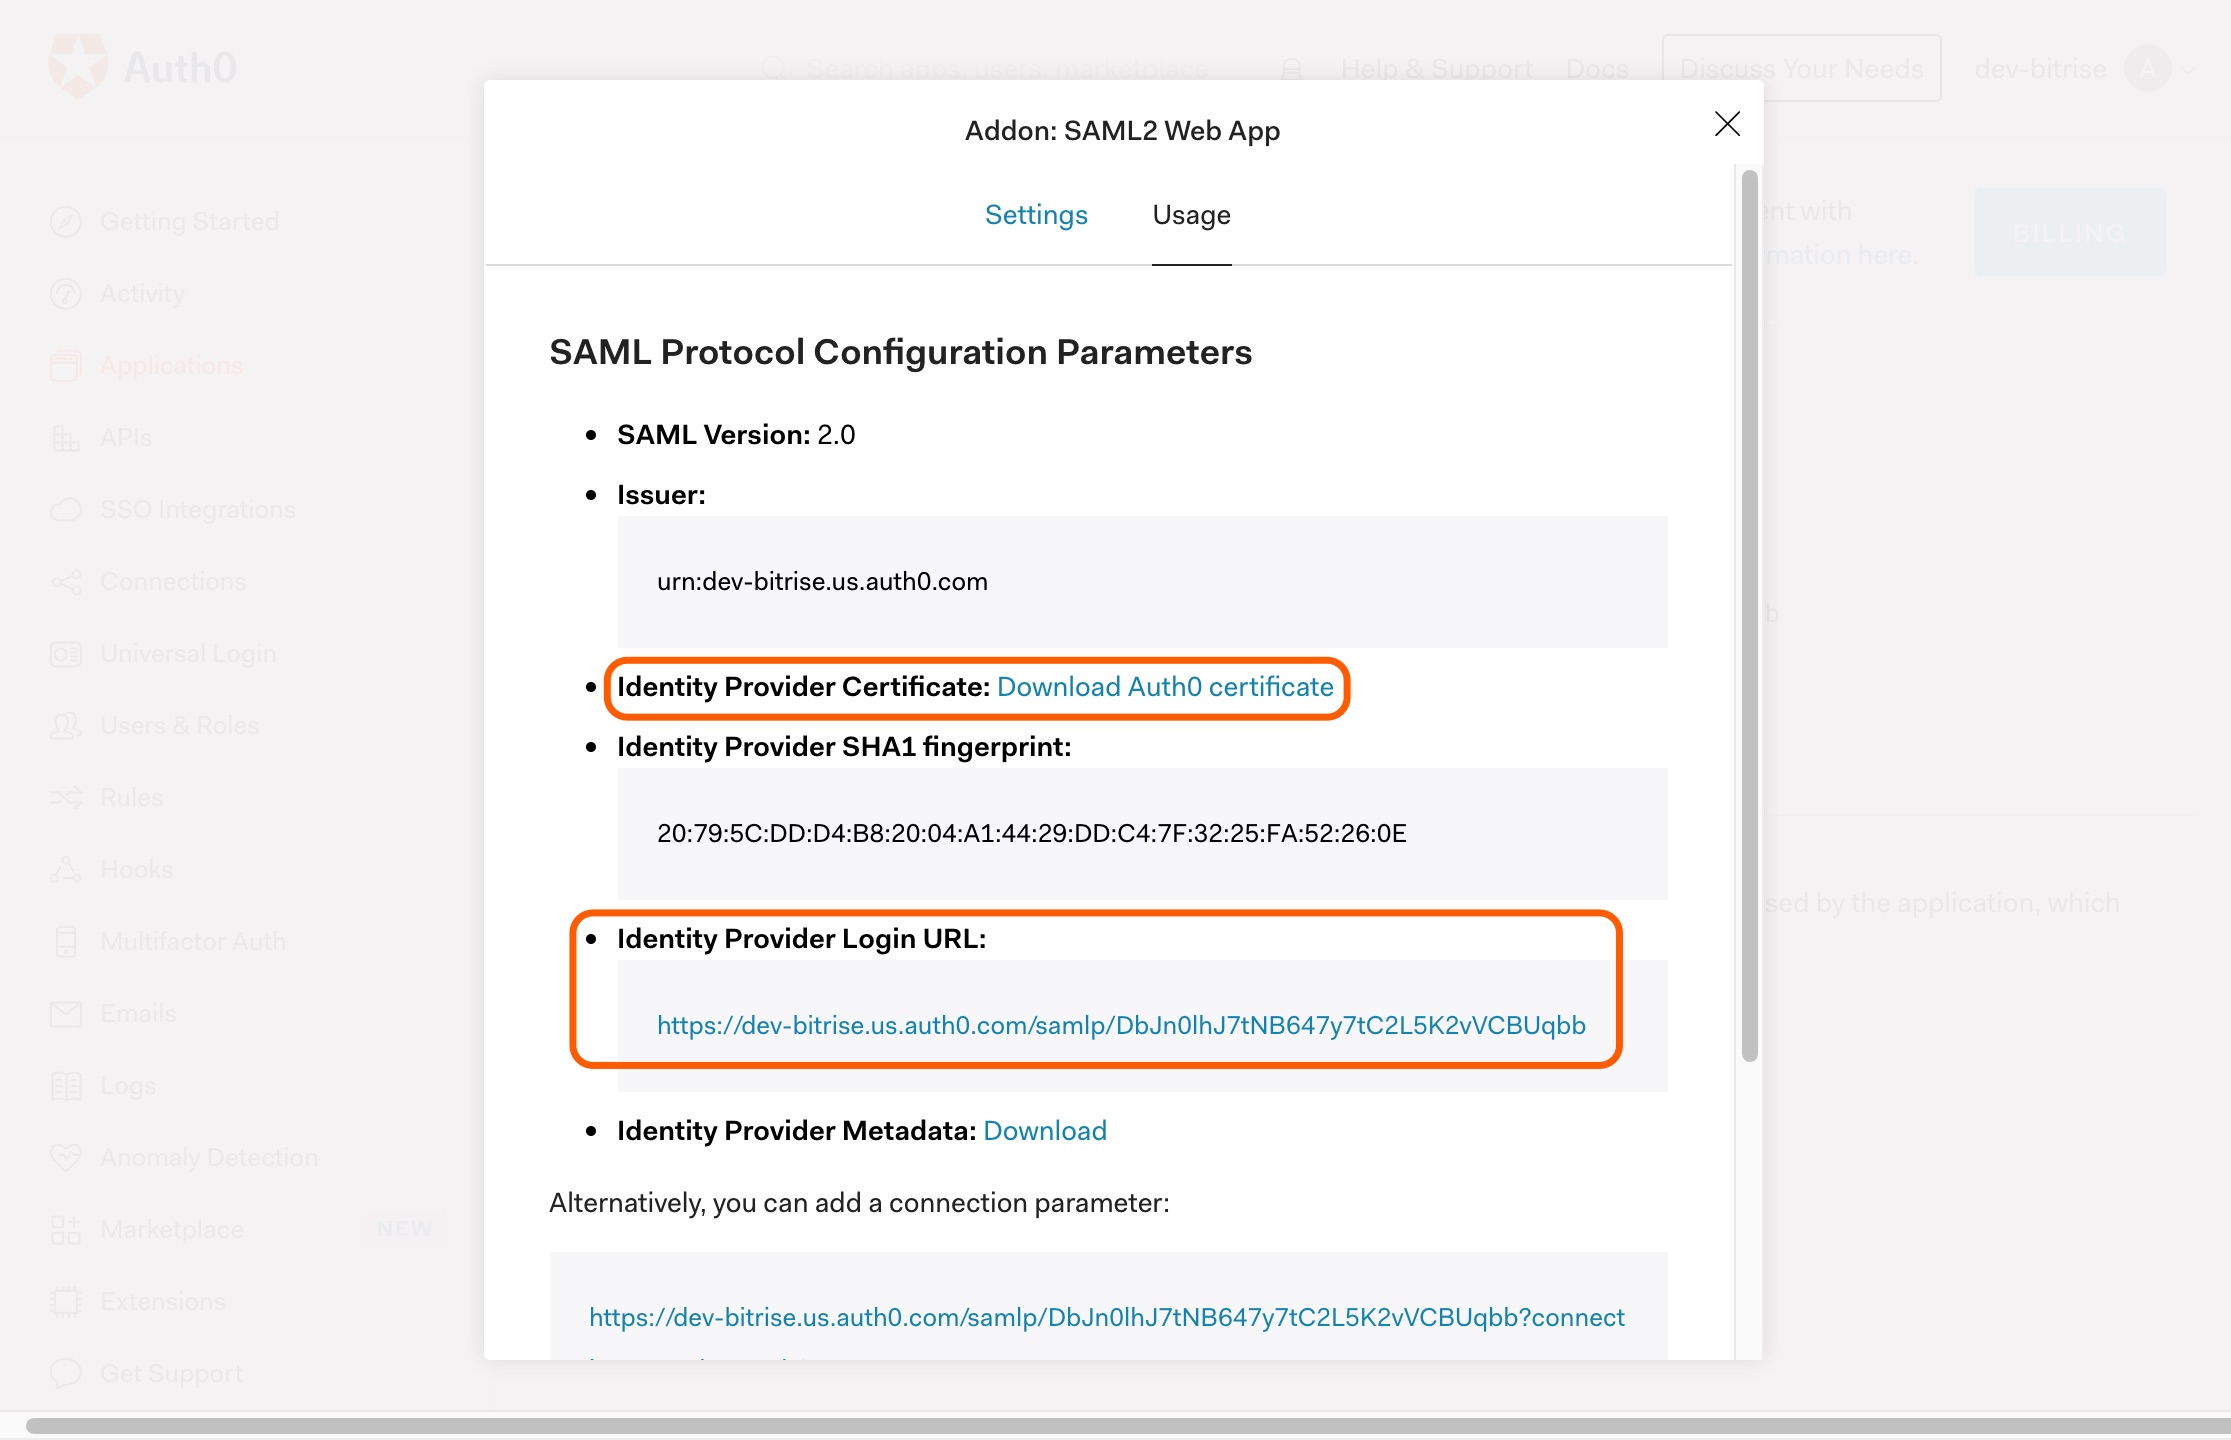 Auth0
Search apps, users, marketplace
Help & Support
Docs
Discuss Your Needs
dev-bitrise
A
Addon: SAML2 Web App
Settings
Usage
Getting Started
Activity
Applications
APIs
SSO Integrations
Connections
Universal Login
Users & Roles
Rules
Hooks
Multifactor Auth
Emails
Logs
Anomaly Detection
Marketplace
NEW
Extensions
Get Support
SAML Protocol Configuration Parameters
SAML Version: 2.0
Issuer:
urn:dev-bitrise.us.auth0.com
Identity Provider Certificate: Download Auth0 certificate
Identity Provider SHA1 fingerprint:
20:79:5C:DD:D4:B8:20:04:A1:44:29:DD:C4:7F:32:25:FA:52:26:0E
Identity Provider Login URL:
https://dev-bitrise.us.auth0.com/samlp/DbJn0lhJ7tNB647y7tC2L5K2vVCBUqbb
Identity Provider Metadata: Download
Alternatively, you can add a connection parameter:
https://dev-bitrise.us.auth0.com/samlp/DbJn0lhJ7tNB647y7tC2L5K2vVCBUqbb?connect
with
here.
BILLING
b
by the application, which